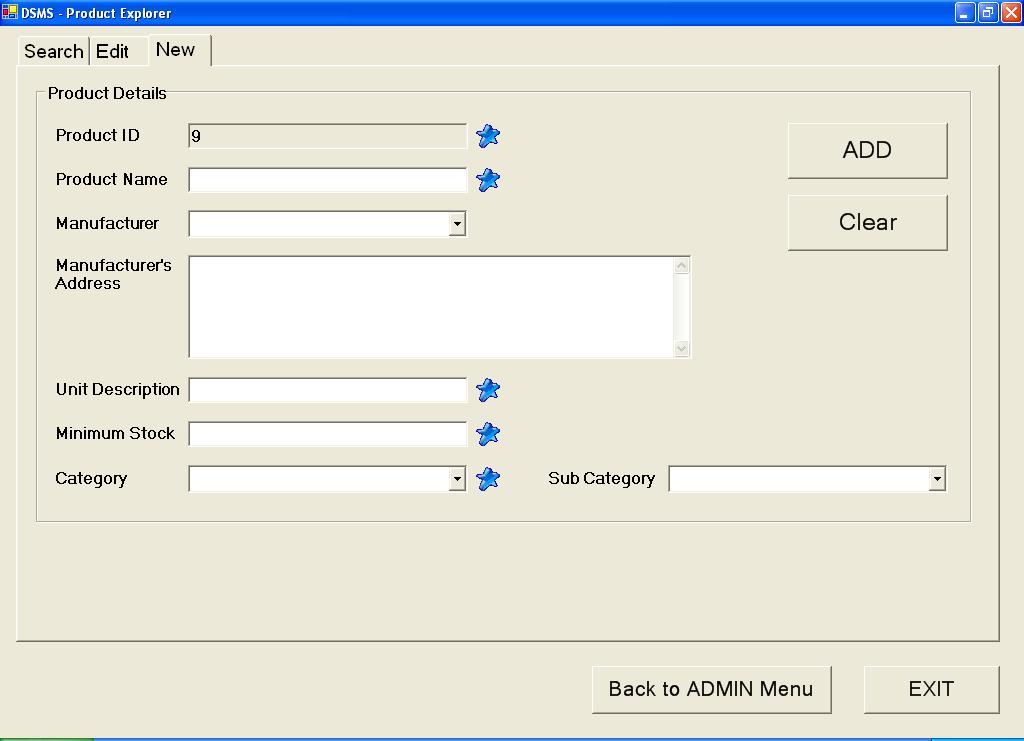 DSMS - Product Explorer
Search Edit New
Product Details
Product ID 9
ADD
Product Name
Clear
Manufacturer
Manufacturer's
Address
Unit Description
Minimum Stock
Category Sub Category
Back to ADMIN Menu EXIT